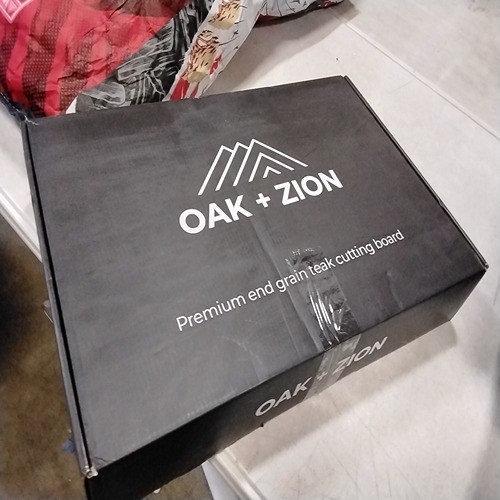 OAK + ZION
Premium end grain teak cutting board
OAK + ZION